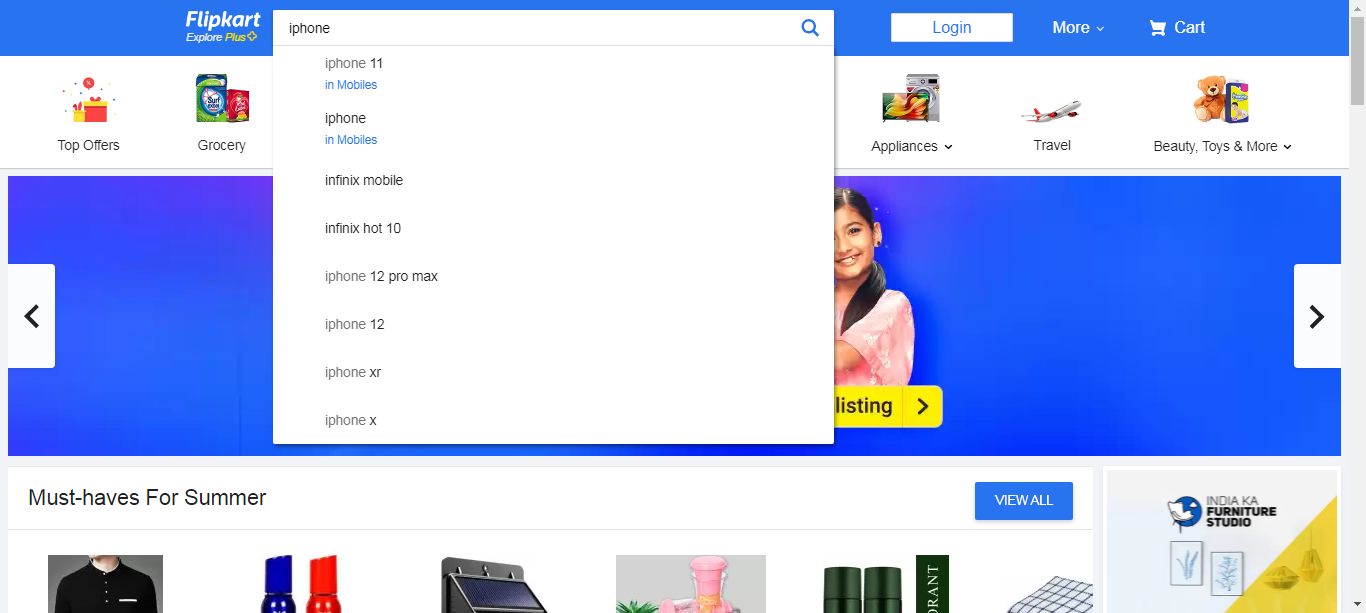 Flipkart
Explore Plus
iphone
Login
More
Cart
iphone 11
in Mobiles
iphone
in Mobiles
infinix mobile
infinix hot 10
iphone 12 pro max
iphone 12
iphone xr
iphone x
Top Offers
Grocery
Appliances
Travel
Beauty, Toys & More
listing
Must-haves For Summer
VIEW ALL
INDIA KA
FURNITURE
STUDIO
Surf
excel